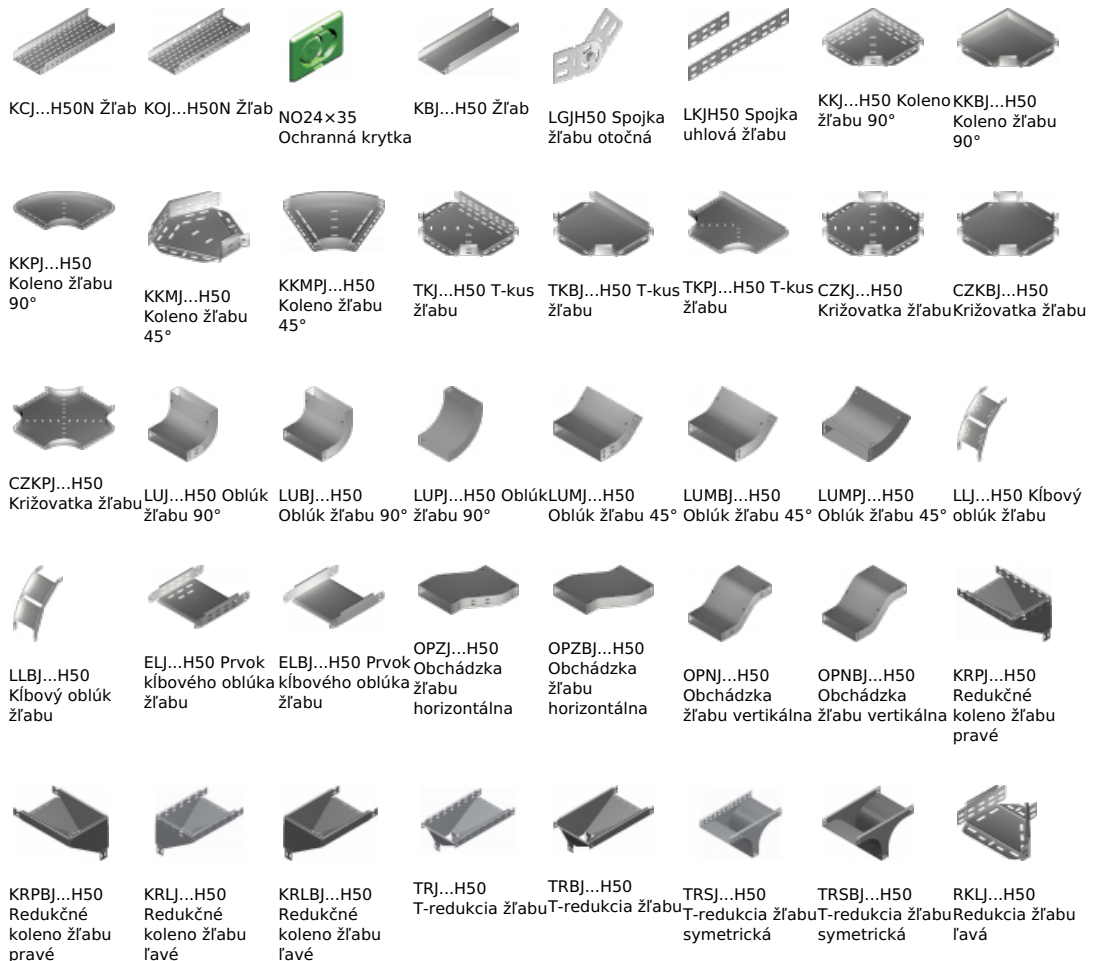 KCJ...H50N Žľab
KOJ...H50N Žľab
NO24×35
Ochranná krytka
KBJ...H50 Žľab
LGJH50 Spojka
žľabu otočná
LKJH50 Spojka
uhlová žľabu
KKJ...H50 Koleno
žľabu 90°
KKBJ...H50
Koleno žľabu
90°
KKPJ...H50
Koleno žľabu
90°
KKMJ...H50
Koleno žľabu
45°
KKMPJ...H50
Koleno žľabu
45°
TKJ...H50 T-kus
žľabu
TKBJ...H50 T-kus
žľabu
TKPJ...H50 T-kus
žľabu
CZKJ...H50
Križovatka žľabu
CZKBJ...H50
Križovatka žľabu
CZKPJ...H50
Križovatka žľabu
LUJ...H50 Oblúk
žľabu 90°
LUBJ...H50
Oblúk žľabu 90°
LUPJ...H50 Oblúk
žľabu 90°
LUMJ...H50
Oblúk žľabu 45°
LUMBJ...H50
Oblúk žľabu 45°
LUMPJ...H50
Oblúk žľabu 45°
LLJ...H50 Kĺbový
oblúk žľabu
LLBJ...H50
Kĺbový oblúk
žľabu
ELJ...H50 Prvok
kĺbového oblúka
žľabu
ELBJ...H50 Prvok
kĺbového oblúka
žľabu
OPZJ...H50
Obchádzka
žľabu
horizontálna
OPZBJ...H50
Obchádzka
žľabu
horizontálna
OPNJ...H50
Obchádzka
žľabu vertikálna
OPNBJ...H50
Obchádzka
žľabu vertikálna
KRPJ...H50
Redukčné
koleno žľabu
pravé
KRPBJ...H50
Redukčné
koleno žľabu
pravé
KRLJ...H50
Redukčné
koleno žľabu
ľavé
KRLBJ...H50
Redukčné
koleno žľabu
ľavé
TRJ...H50
T-redukcia žľabu
TRBJ...H50
T-redukcia žľabu
TRSJ...H50
T-redukcia žľabu
symetrická
TRSBJ...H50
T-redukcia žľabu
symetrická
RKLJ...H50
Redukcia žľabu
ľavá